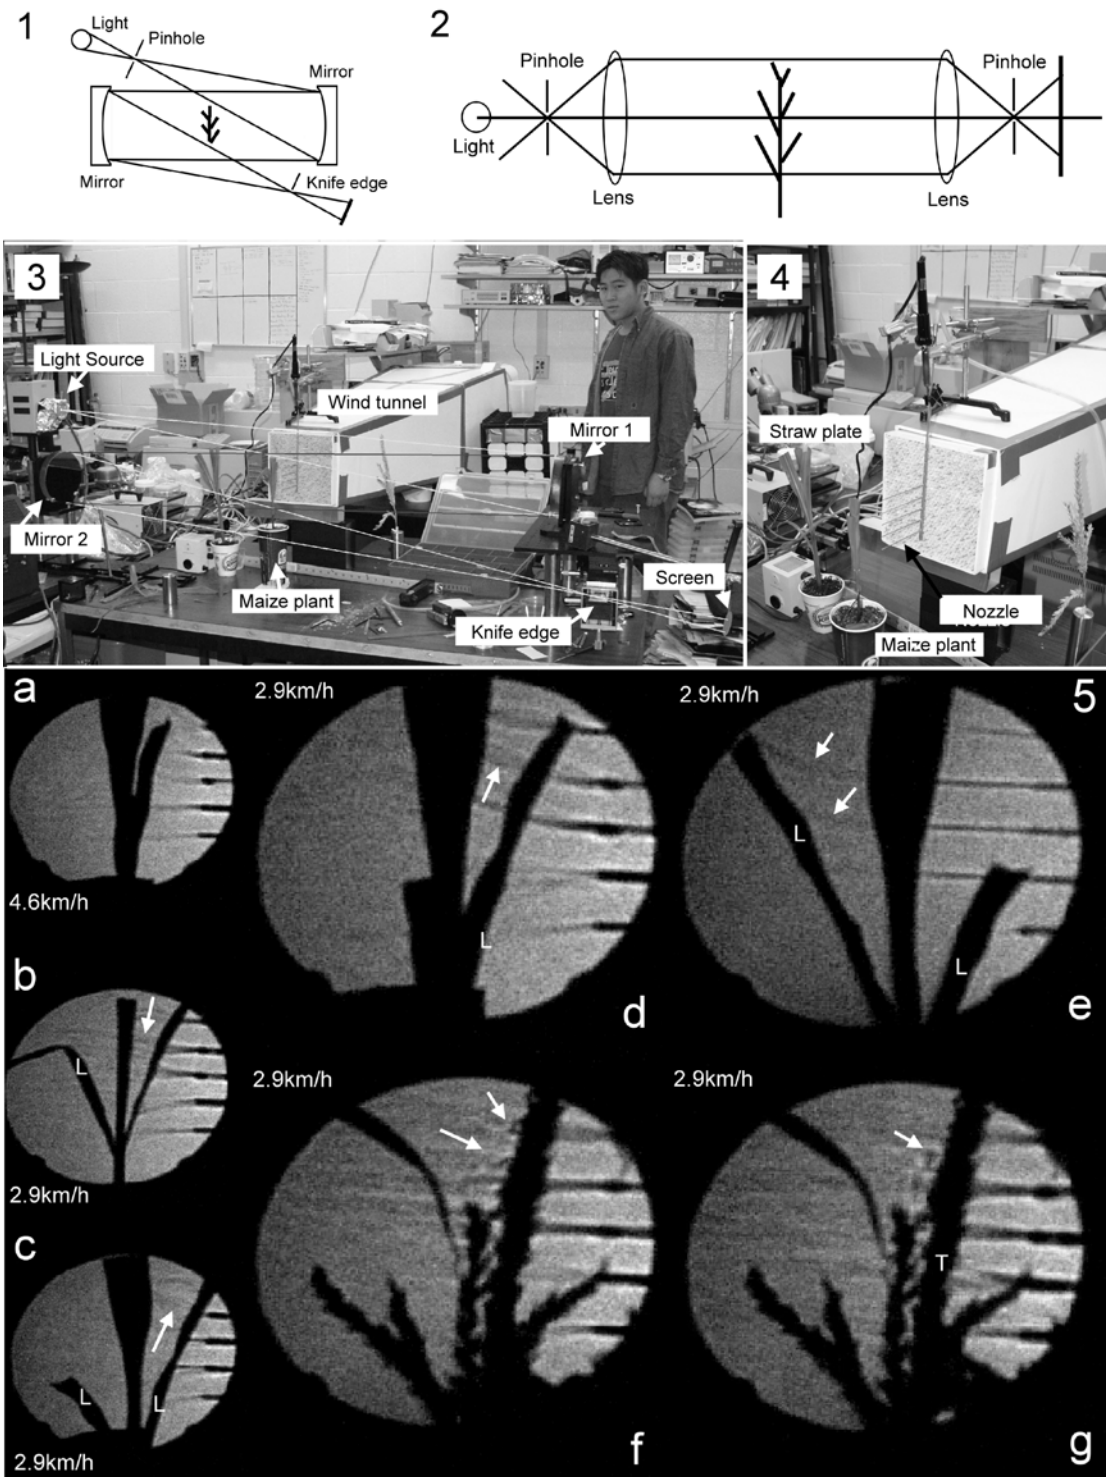 1
Light
Pinhole
Mirror
Mirror
Knife edge
2
Pinhole
Pinhole
Light
Lens
Lens
3
Light Source
Wind tunnel
Mirror 1
Mirror 2
Maize plant
Screen
Knife edge
4
Straw plate
Nozzle
Maize plant
a
4.6km/h
2.9km/h
L
d
2.9km/h
5
L
L
e
b
L
2.9km/h
c
L
L
2.9km/h
2.9km/h
f
2.9km/h
T
g